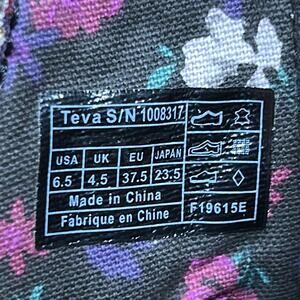 Teva S/N 1008317
USA UK EU JAPAN
6.5 4.5 37.5 23.5
Made in China
Fabrique en Chine
F19615E